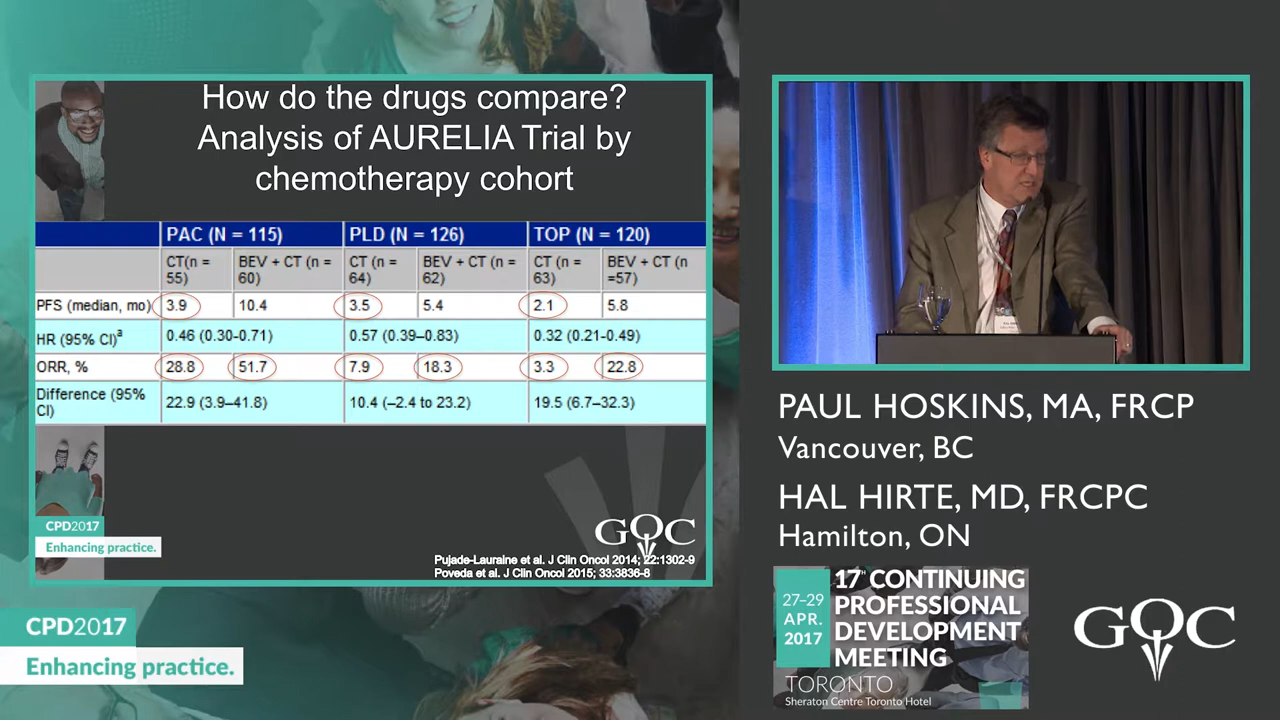 How do the drugs compare?
Analysis of AURELIA Trial by
chemotherapy cohort
PAC (N = 115) PLD (N = 126) TOP (N = 120)
CT(n = 55) BEV + CT (n = 60) CT (n = 64) BEV + CT (n = 62) CT (n = 63) BEV + CT (n =57)
PFS (median, mo) 3.9 10.4 3.5 5.4 2.1 5.8
HR (95% CI)ª 0.46 (0.30-0.71) 0.57 (0.39–0.83) 0.32 (0.21-0.49)
ORR, % 28.8 51.7 7.9 18.3 3.3 22.8
Difference (95% CI) 22.9 (3.9–41.8) 10.4 (–2.4 to 23.2) 19.5 (6.7–32.3)
CPD2017
Enhancing practice.
GOC
Pujade-Lauraine et al. J Clin Oncol 2014; 22:1302-9
Poveda et al. J Clin Oncol 2015; 33:3836-8
CPD2017
Enhancing practice.
PAUL HOSKINS, MA, FRCP
Vancouver, BC
HAL HIRTE, MD, FRCPC
Hamilton, ON
27–29
APR.
2017
17TH CONTINUING
PROFESSIONAL
DEVELOPMENT
MEETING
TORONTO
Sheraton Centre Toronto Hotel
GOC